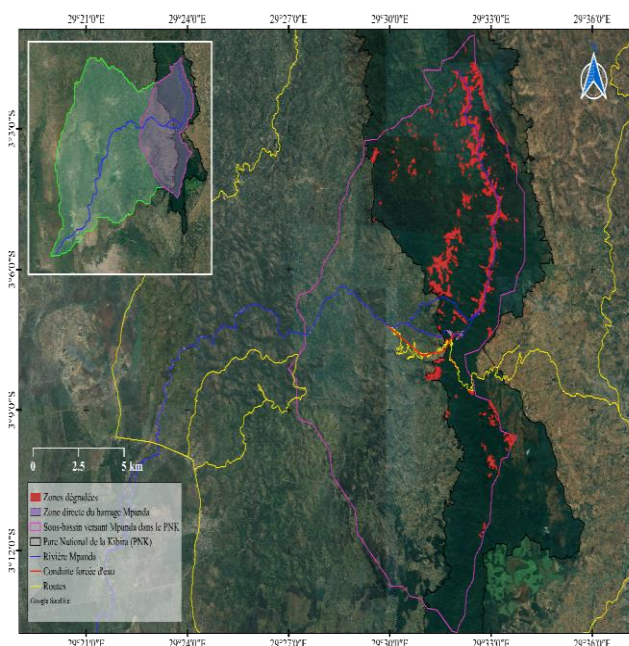 29°21'0"E 29°24'0"E 29°27'0"E 29°30'0"E 29°33'0"E 29°36'0"E
3°3'0"S
3°6'0"S
3°9'0"S
3°12'0"S
0 2.5 5 km
Zones dégradées
Zone directe du barrage Mpanda
Sous-bassin versant Mpanda dans le PNK
Parc National de la Kibira (PNK)
Rivière Mpanda
Conduite forcée d'eau
Routes
Google Satellite
29°21'0"E 29°24'0"E 29°27'0"E 29°30'0"E 29°33'0"E 29°36'0"E